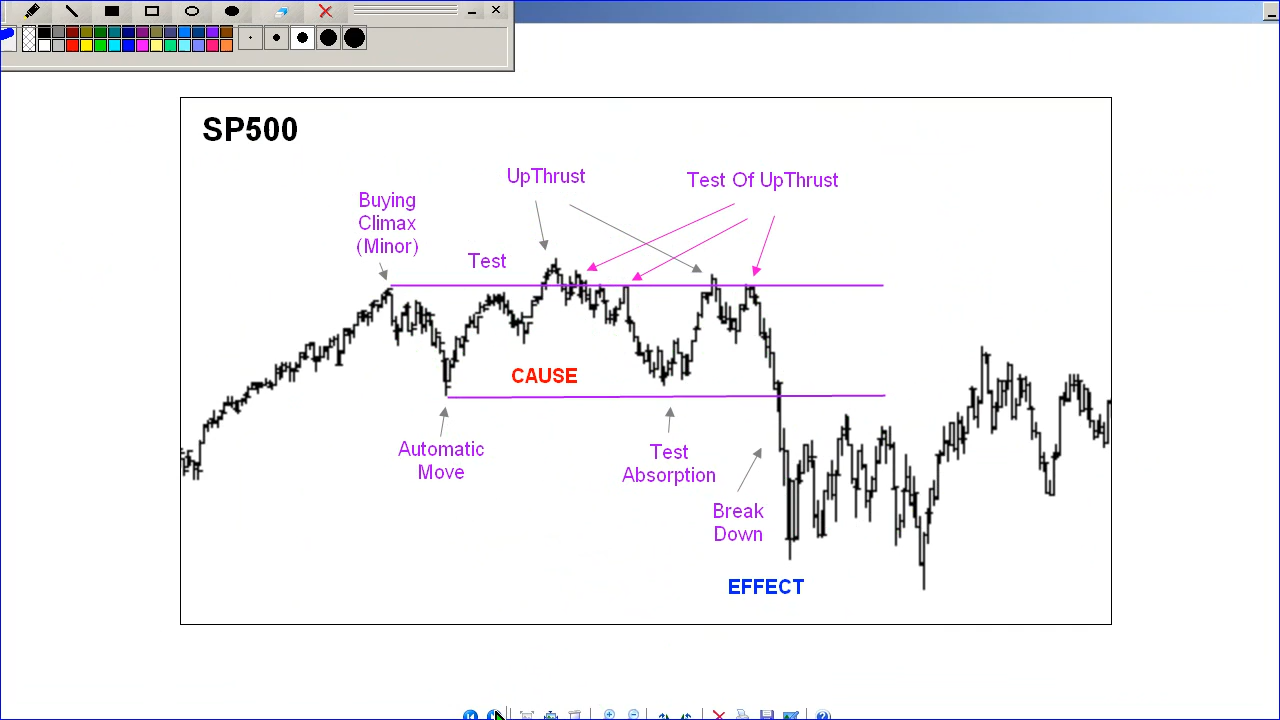 SP500
UpThrust
Test Of UpThrust
Buying
Climax
(Minor)
Test
CAUSE
Automatic
Move
Test
Absorption
Break
Down
EFFECT